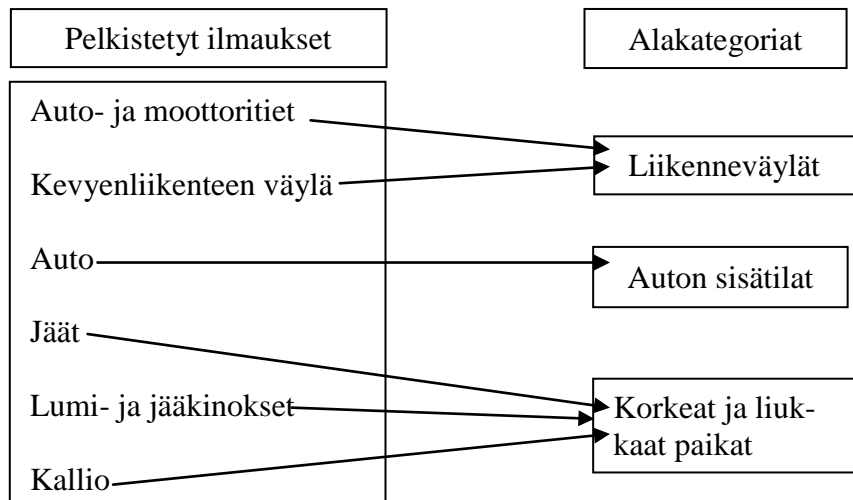 Pelkistetyt ilmaukset
Alakategoriat
Auto- ja moottoritiet
Kevyenliikenteen väylä
Auto
Jäät
Lumi- ja jääkinokset
Kallio
Liikenneväylät
Auton sisätilat
Korkeat ja liuk-
kaat paikat